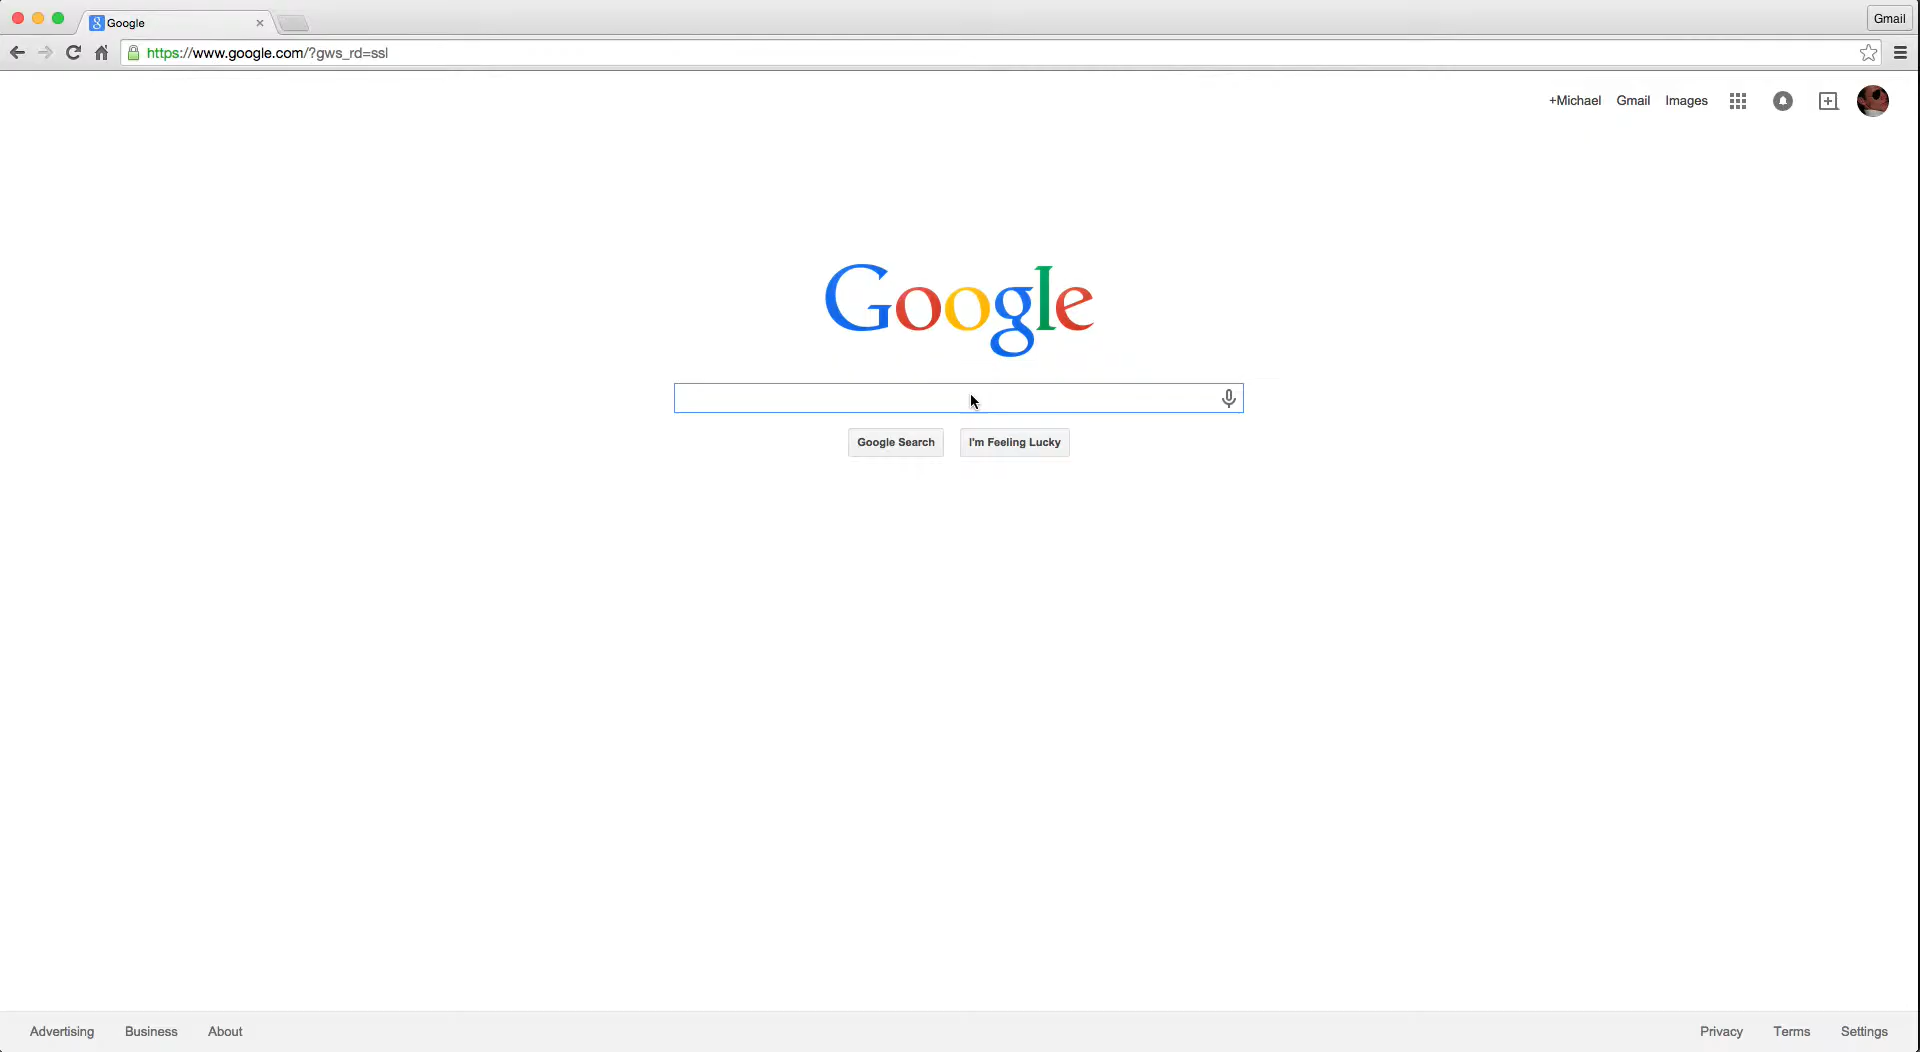 Google
Gmail
https://www.google.com/?gws_rd=ssl
+Michael Gmail Images
Google
Google Search I'm Feeling Lucky
Advertising Business About Privacy Terms Settings